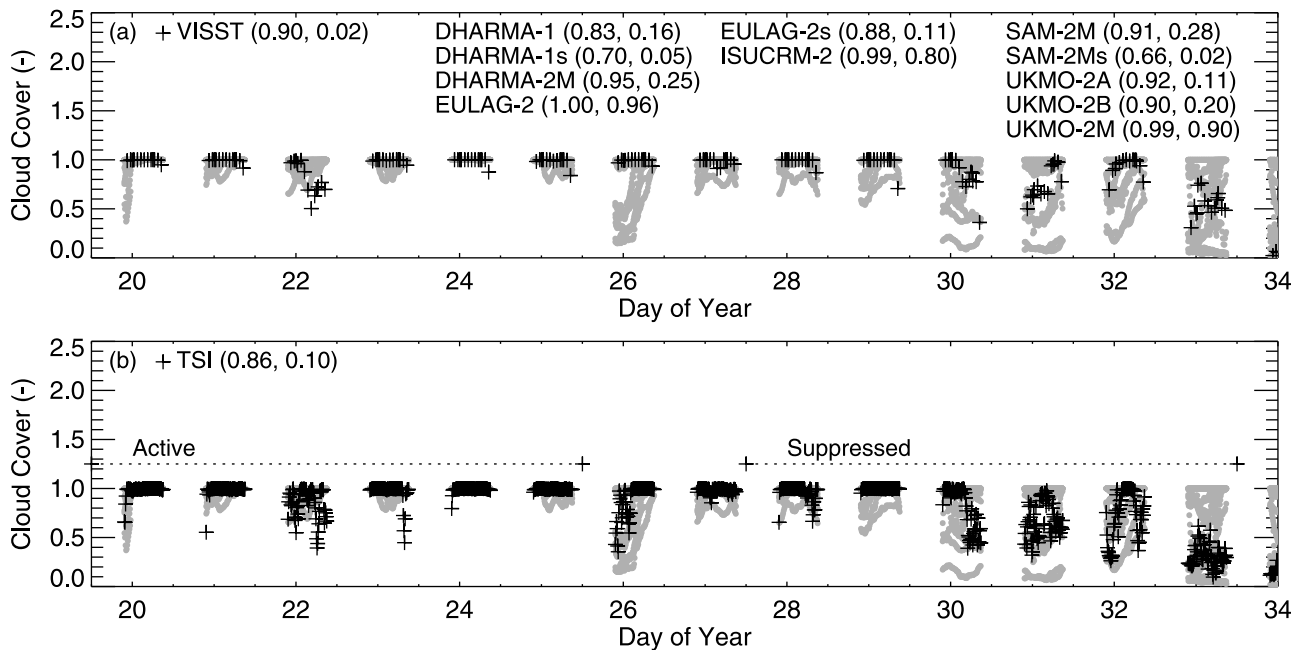 (a) + VISST (0.90, 0.02) DHARMA-1 (0.83, 0.16) EULAG-2s (0.88, 0.11) SAM-2M (0.91, 0.28)
DHARMA-1s (0.70, 0.05) ISUCRM-2 (0.99, 0.80) SAM-2Ms (0.66, 0.02)
DHARMA-2M (0.95, 0.25) UKMO-2A (0.92, 0.11)
EULAG-2 (1.00, 0.96) UKMO-2B (0.90, 0.20)
UKMO-2M (0.99, 0.90)
2.5
2.0
1.5
1.0
0.5
0.0
Cloud Cover (-)
20 22 24 26 28 30 32 34
Day of Year
(b) + TSI (0.86, 0.10)
Active Suppressed
2.5
2.0
1.5
1.0
0.5
0.0
Cloud Cover (-)
20 22 24 26 28 30 32 34
Day of Year